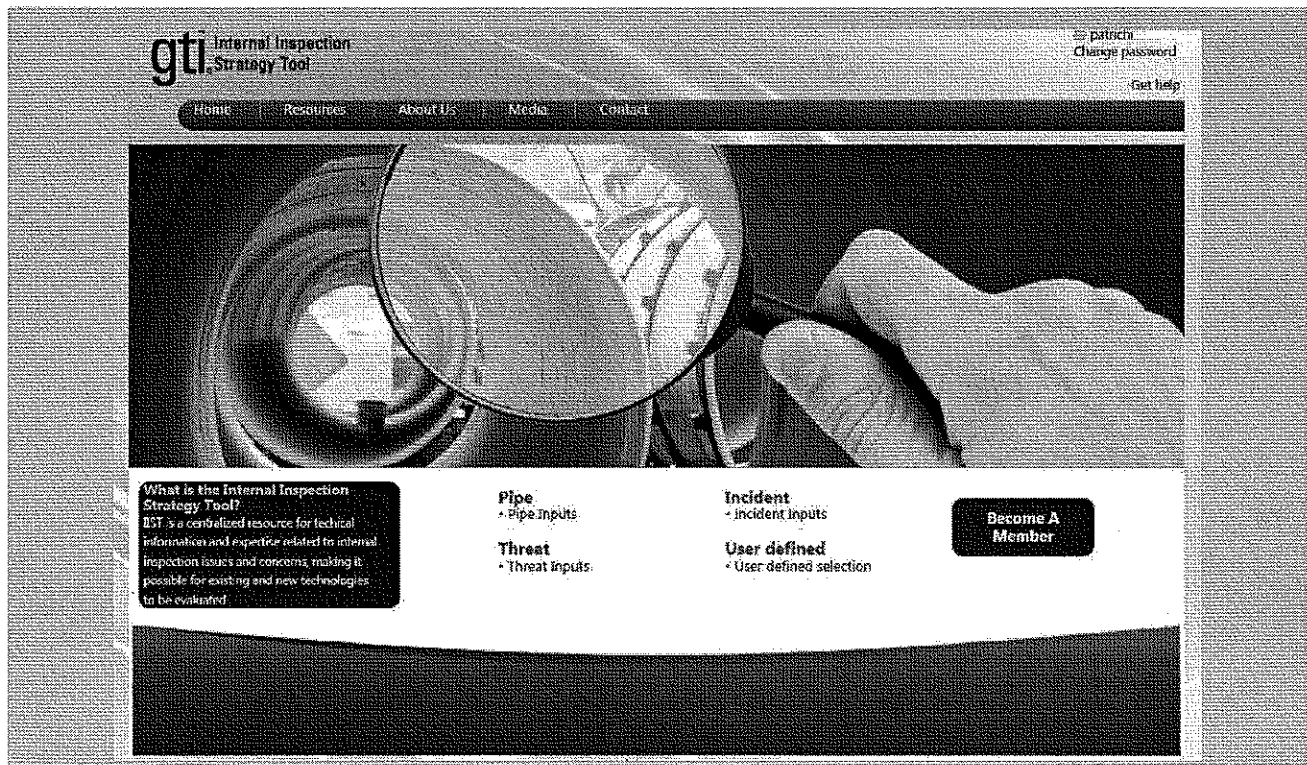 gti
Internal Inspection
Strategy Tool
patrichi
Change password
Get help
Home
Resources
About Us
Media
Contact
What is the Internal Inspection
Strategy Tool?
IIST is a centralized resource for techical
information and expertise related to internal
inspection issues and concerns, making it
possible for existing and new technologies
to be evaluated
Pipe
• Pipe Inputs
Threat
• Threat Inputs
Incident
• Incident Inputs
User defined
• User defined selection
Become A
Member